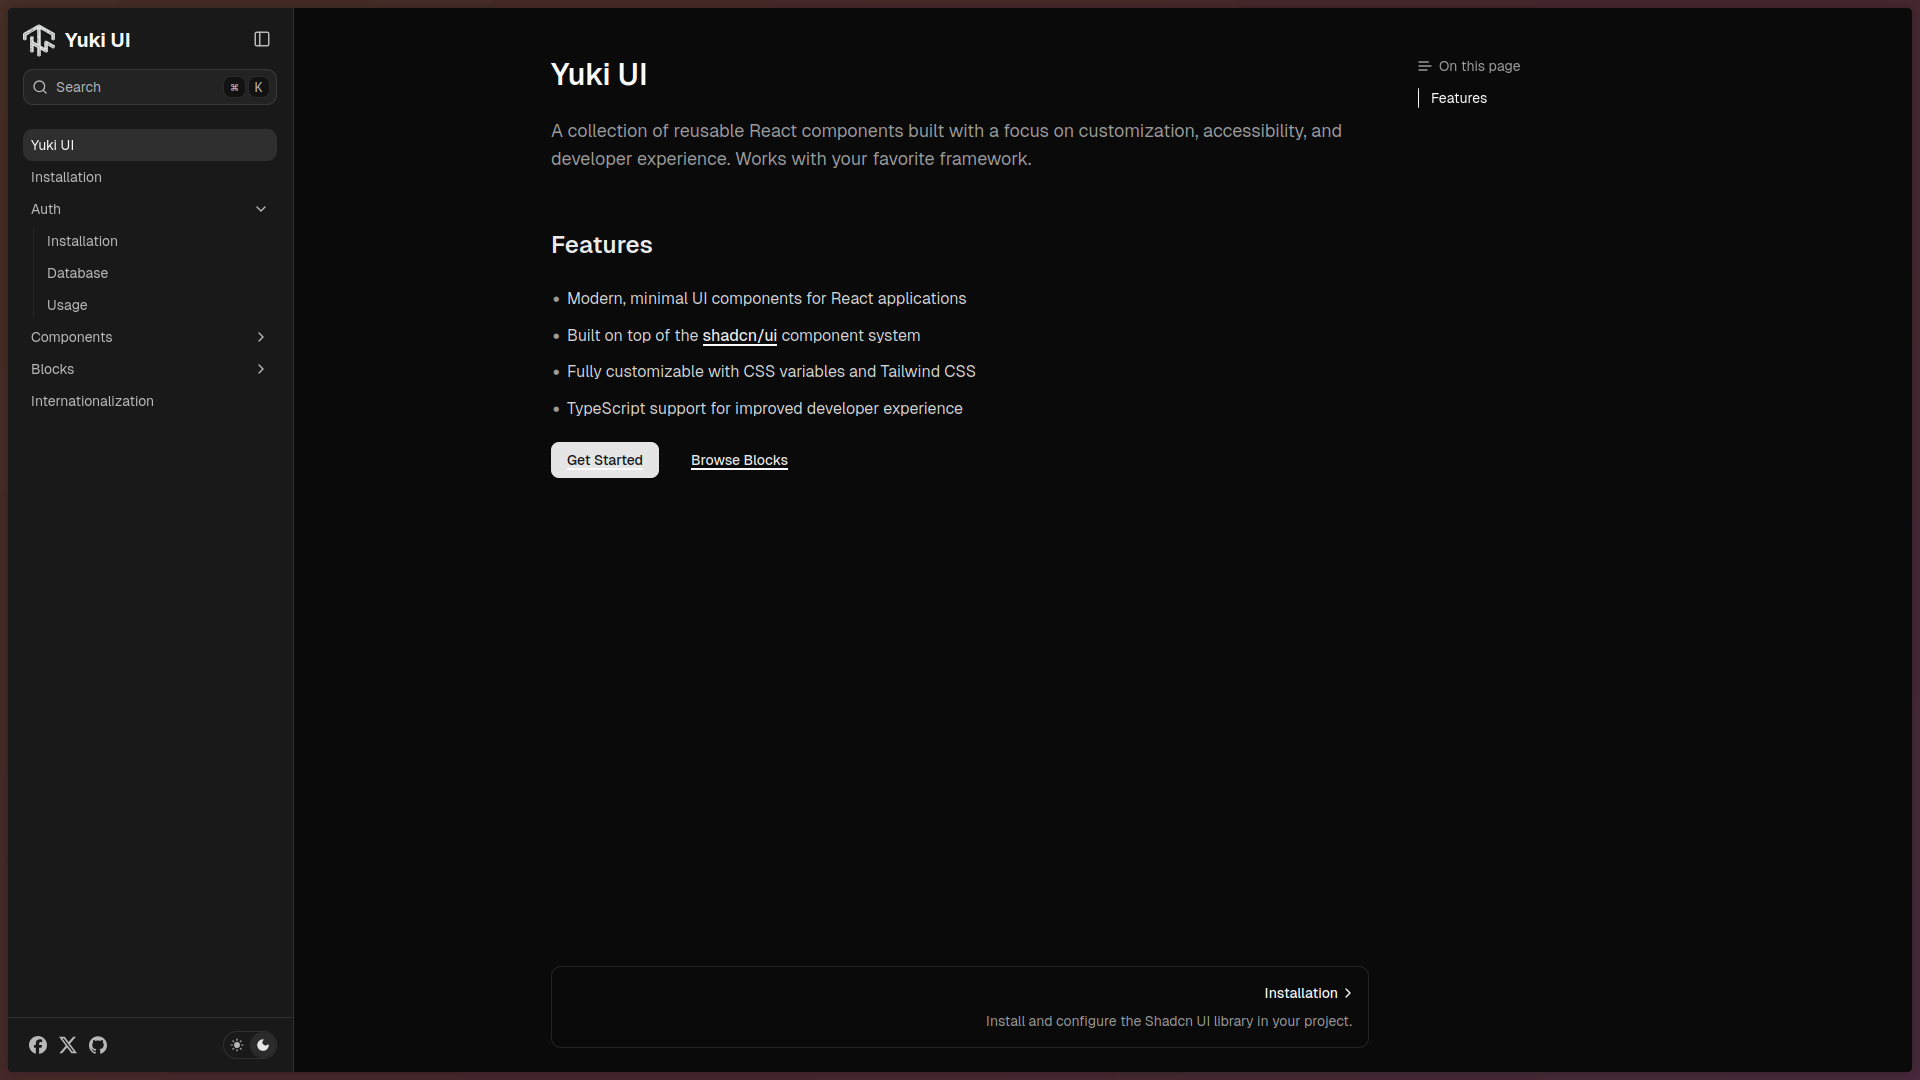 Yuki UI
Search
⌘ K
Yuki UI
Installation
Auth
Installation
Database
Usage
Components
Blocks
Internationalization
Yuki UI
A collection of reusable React components built with a focus on customization, accessibility, and
developer experience. Works with your favorite framework.
Features
• Modern, minimal UI components for React applications
• Built on top of the shadcn/ui component system
• Fully customizable with CSS variables and Tailwind CSS
• TypeScript support for improved developer experience
Get Started
Browse Blocks
Installation
Install and configure the Shadcn UI library in your project.
On this page
Features